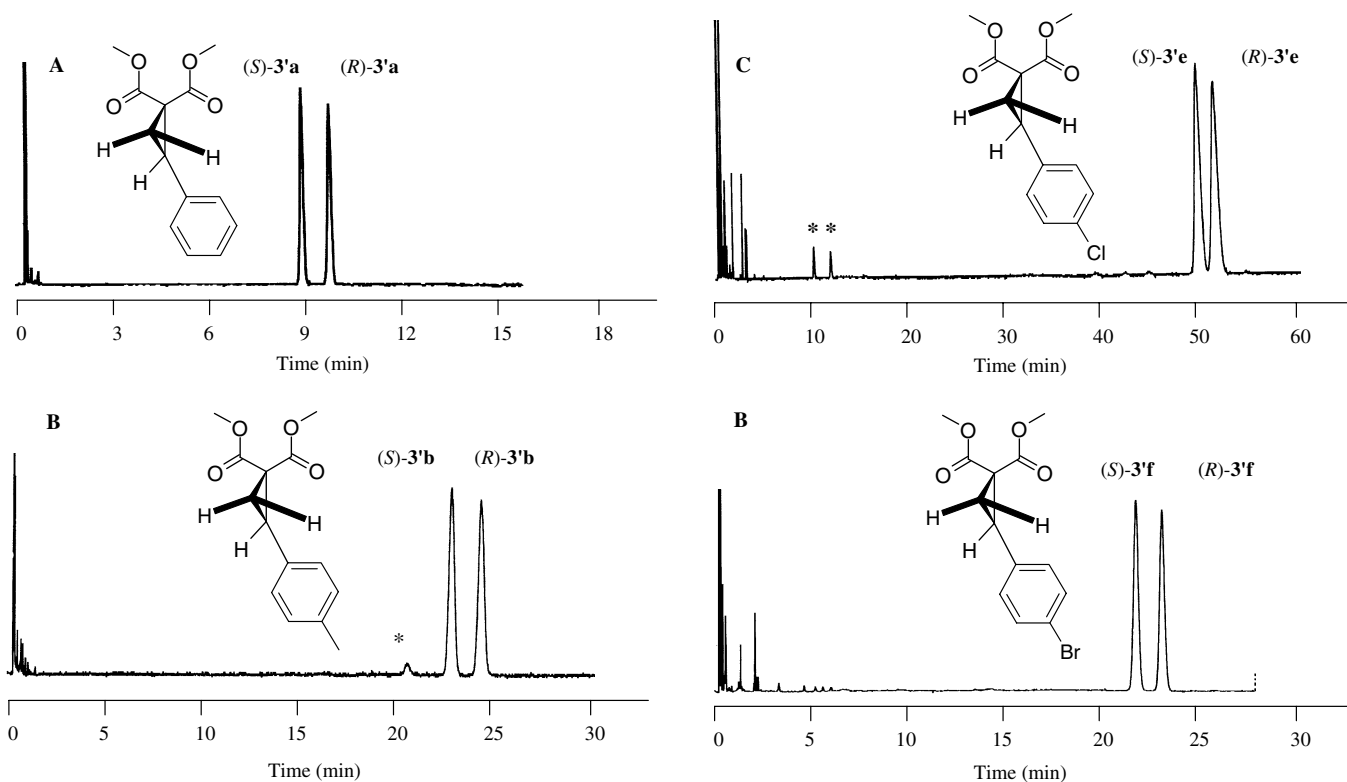 A
(S)-3'a
(R)-3'a
O
O
O
O
H
H
H
0
3
6
9
12
15
18
Time (min)
C
(S)-3'e
(R)-3'e
O
O
O
O
H
H
H
Cl
* *
0
10
20
30
40
50
60
Time (min)
B
(S)-3'b
(R)-3'b
O
O
O
O
H
H
H
*
0
5
10
15
20
25
30
Time (min)
B
(S)-3'f
(R)-3'f
O
O
O
O
H
H
H
Br
0
5
10
15
20
25
30
Time (min)